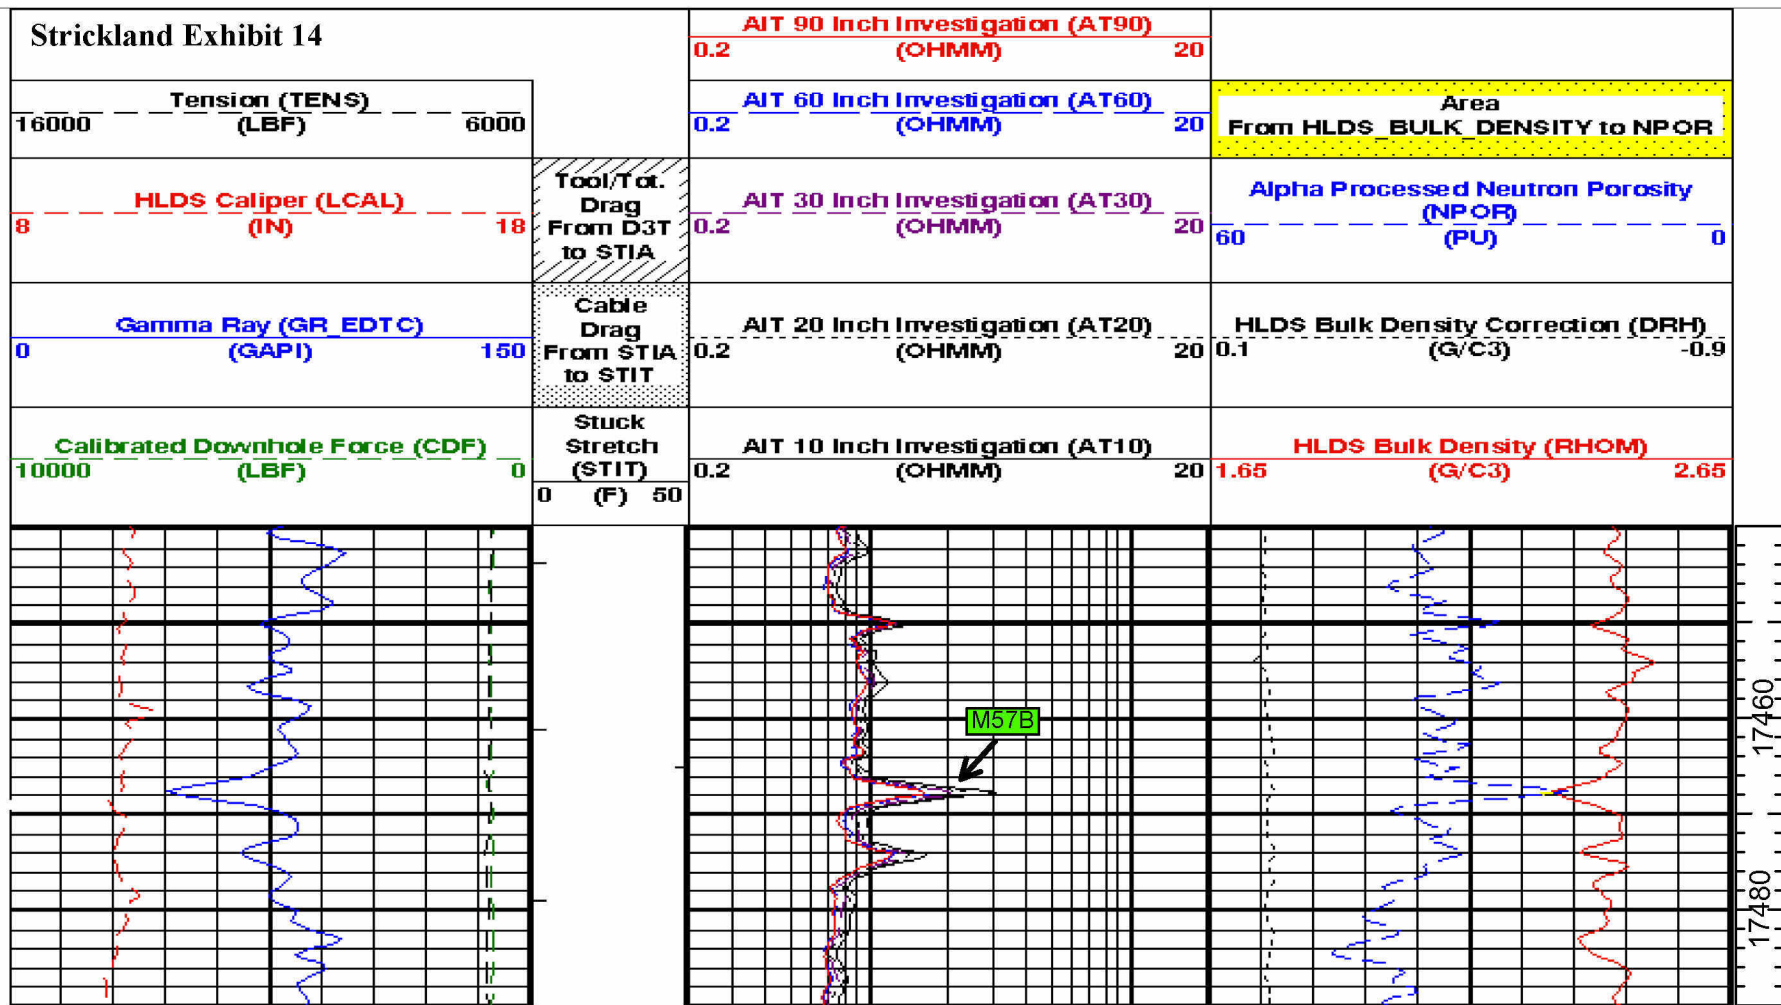 Strickland Exhibit 14
Tension (TENS)
16000 (LBF) 6000
HLDS Caliper (LCAL)
8 (IN) 18
Gamma Ray (GR_EDTC)
0 (GAPI) 150
Calibrated Downhole Force (CDF)
10000 (LBF) 0
Tool/Tot.
Drag
From D3T
to STIA
Cable
Drag
From STIA
to STIT
Stuck
Stretch
(STIT)
0 (F) 50
AIT 90 Inch Investigation (AT90)
0.2 (OHMM) 20
AIT 60 Inch Investigation (AT60)
0.2 (OHMM) 20
AIT 30 Inch Investigation (AT30)
0.2 (OHMM) 20
AIT 20 Inch Investigation (AT20)
0.2 (OHMM) 20
AIT 10 Inch Investigation (AT10)
0.2 (OHMM) 20
Area
From HLDS_BULK_DENSITY to NPOR
Alpha Processed Neutron Porosity
(NPOR)
60 (PU) 0
HLDS Bulk Density Correction (DRH)
0.1 (G/C3) -0.9
HLDS Bulk Density (RHOM)
1.65 (G/C3) 2.65
M57B
17460
17480